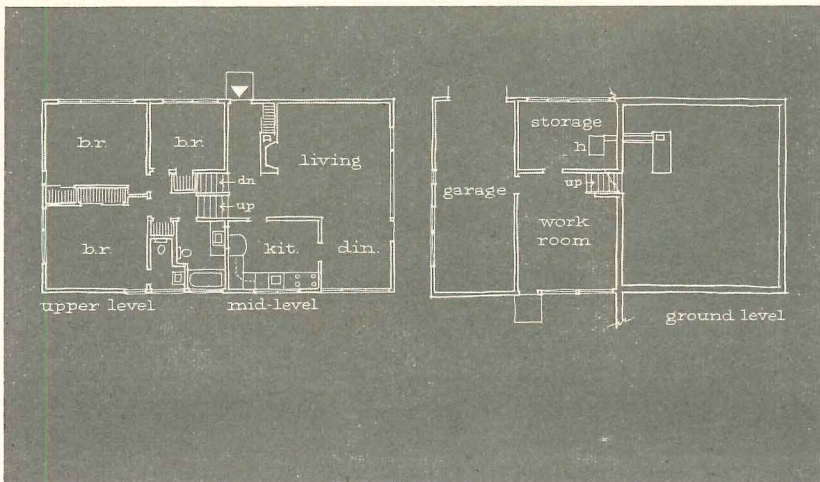 b.r.
b.r.
living
dn
up
b.r.
kit.
din.
upper level
mid-level
storage
h
garage
up
work
room
ground level